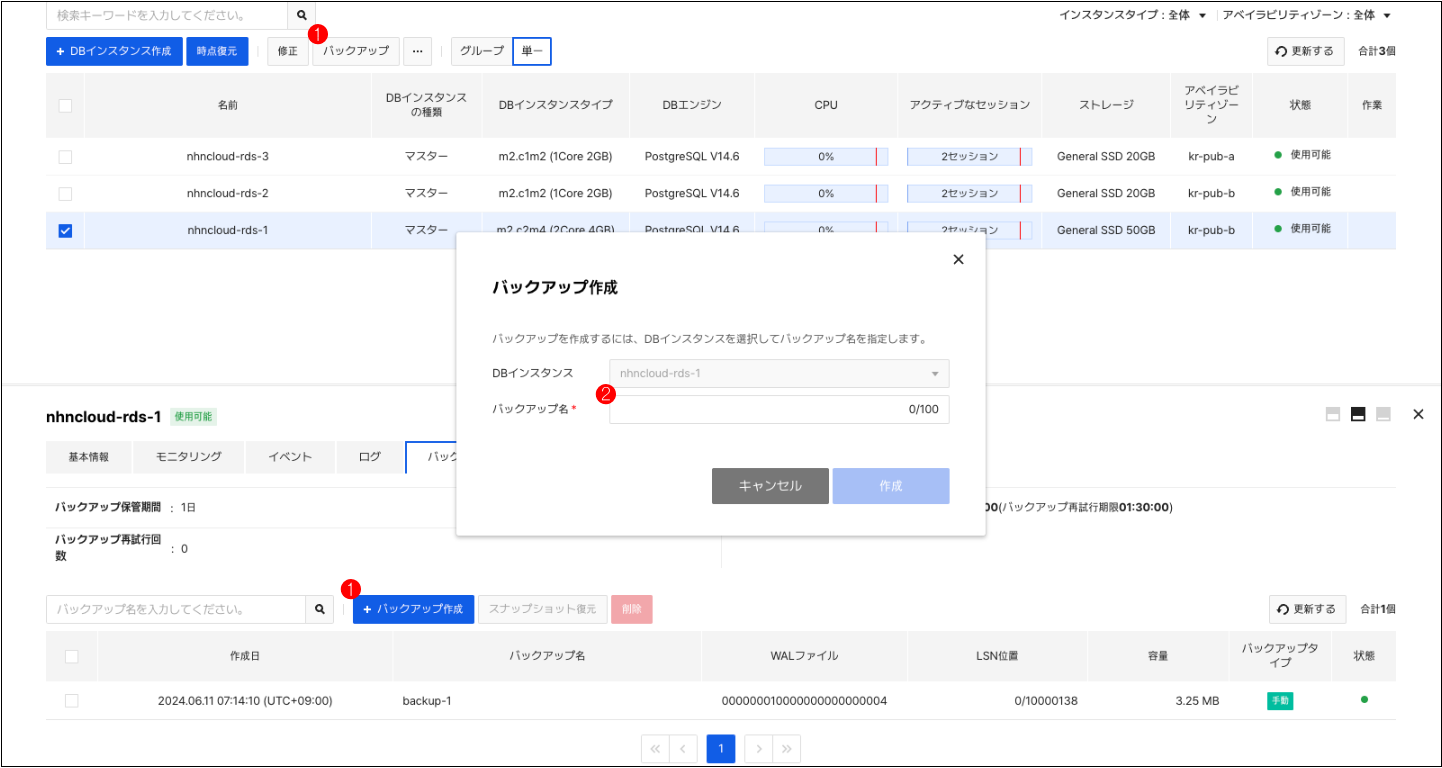 検索キーワードを入力してください。
インスタンスタイプ : 全体 アベイラビリティゾーン : 全体
1
+ DBインスタンス作成 時点復元 修正 バックアップ ... グループ 単一 更新する 合計3個
名前 DBインスタンスの種類 DBインスタンスタイプ DBエンジン CPU アクティブなセッション ストレージ アベイラビリティゾーン 状態 作業
nhncloud-rds-3 マスター m2.c1m2 (1Core 2GB) PostgreSQL V14.6 0% 2セッション General SSD 20GB kr-pub-a 使用可能
nhncloud-rds-2 マスター m2.c1m2 (1Core 2GB) PostgreSQL V14.6 0% 2セッション General SSD 20GB kr-pub-b 使用可能
nhncloud-rds-1 マスター m2.c2m4 (2Core 4GB) PostgreSQL V14.6 0% 2セッション General SSD 50GB kr-pub-b 使用可能
バックアップ作成
バックアップを作成するには、DBインスタンスを選択してバックアップ名を指定します。
DBインスタンス nhncloud-rds-1
2
バックアップ名* 0/100
キャンセル 作成
nhncloud-rds-1 使用可能
基本情報 モニタリング イベント ログ バック
バックアップ保管期間 : 1日 00(バックアップ再試行期限01:30:00)
バックアップ再試行回数 : 0
1
バックアップ名を入力してください。 + バックアップ作成 スナップショット復元 削除 更新する 合計1個
作成日 バックアップ名 WALファイル LSN位置 容量 バックアップタイプ 状態
2024.06.11 07:14:10 (UTC+09:00) backup-1 000000010000000000000004 0/10000138 3.25 MB 手動
1